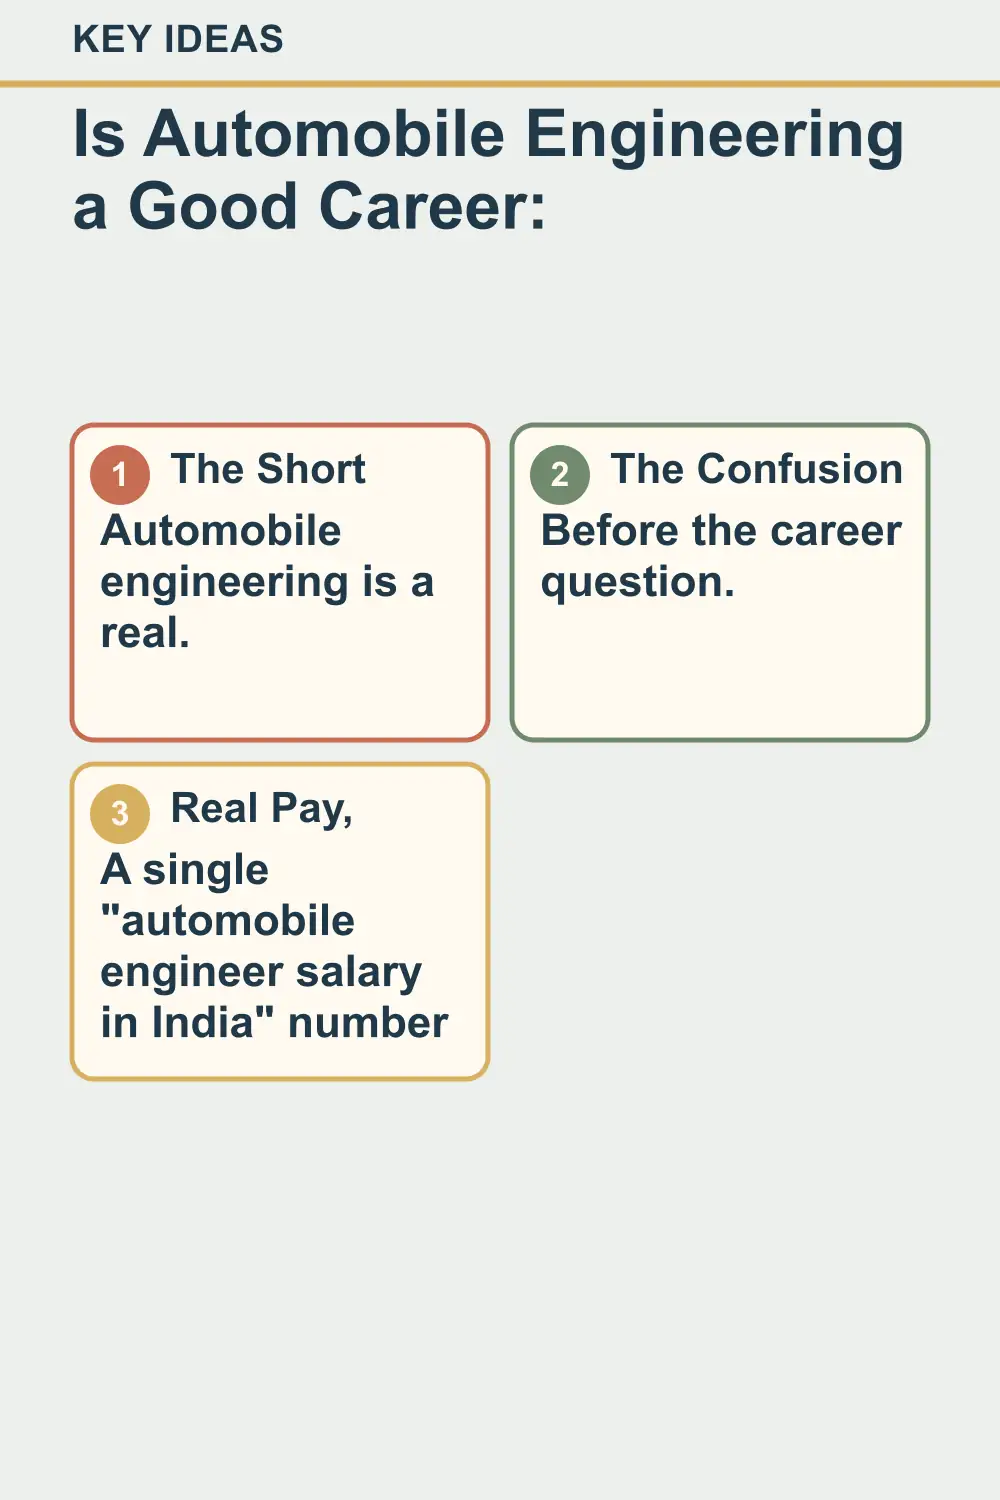 KEY IDEAS
Is Automobile Engineering
a Good Career:
1 The Short
Automobile
engineering is a
real.
2 The Confusion
Before the career
question.
3 Real Pay,
A single
"automobile
engineer salary
in India" number